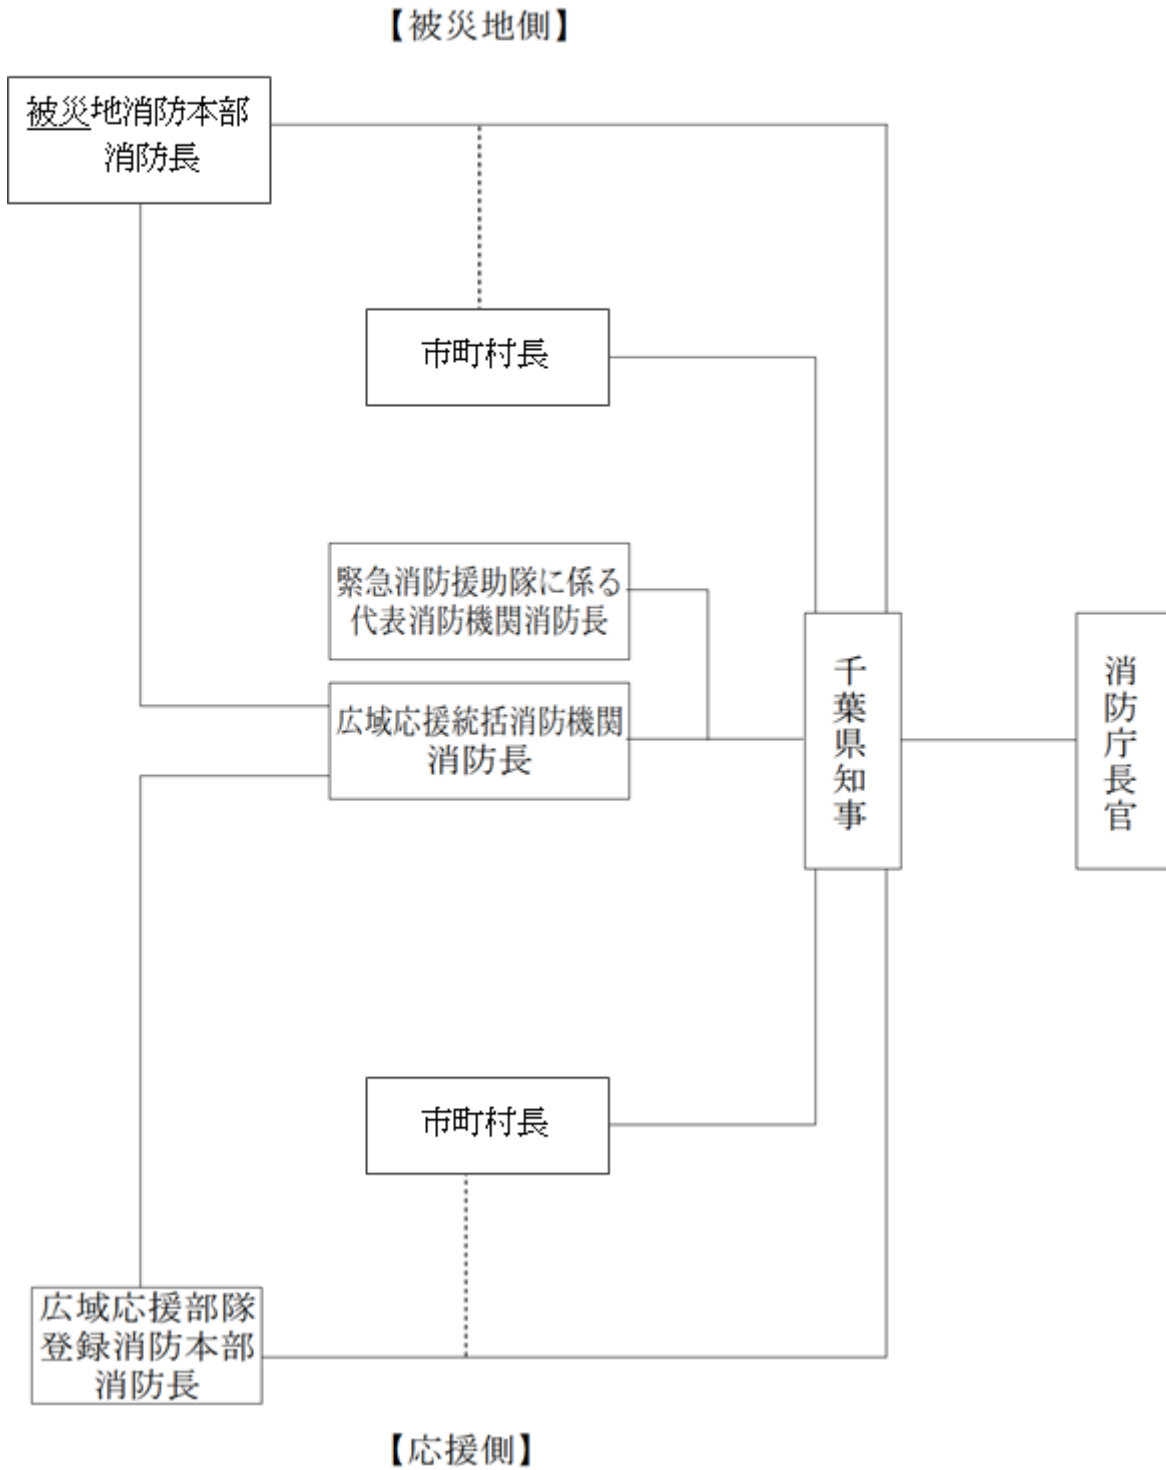 【被災地側】
被災地消防本部
消防長
市町村長
緊急消防援助隊に係る
代表消防機関消防長
広域応援統括消防機関
消防長
千葉県知事
消防庁長官
市町村長
広域応援部隊
登録消防本部
消防長
【応援側】